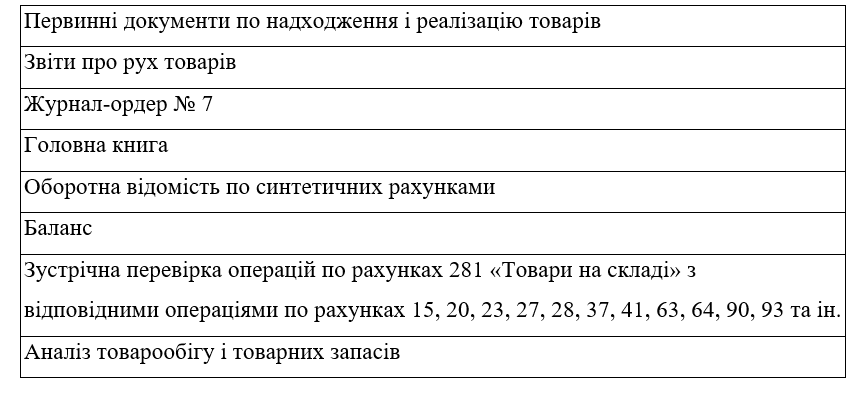 Первинні документи по надходження і реалізацію товарів
Звіти про рух товарів
Журнал-ордер № 7
Головна книга
Оборотна відомість по синтетичних рахунками
Баланс
Зустрічна перевірка операцій по рахунках 281 «Товари на складі» з
відповідними операціями по рахунках 15, 20, 23, 27, 28, 37, 41, 63, 64, 90, 93 та ін.
Аналіз товарообігу і товарних запасів